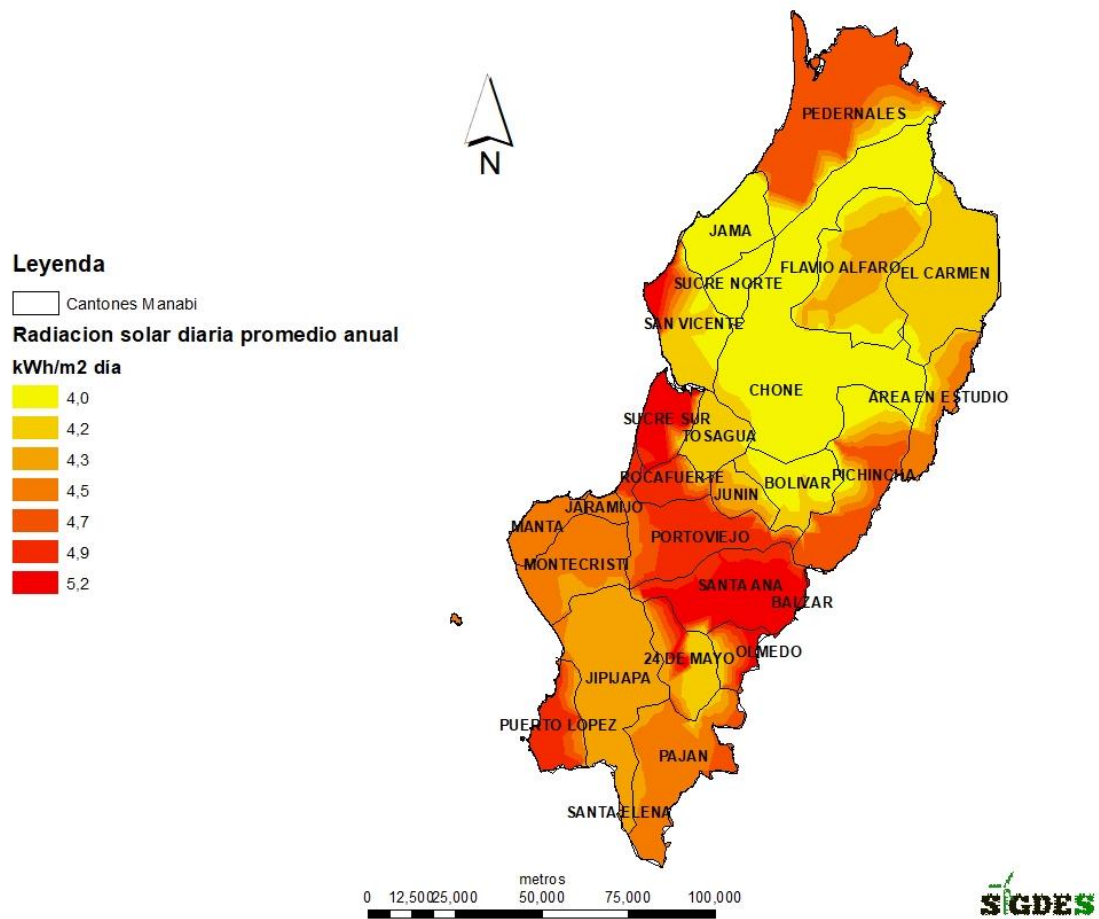 PEDERNALES
N
JAMA
FLAVIO ALFARO
EL CARMEN
SUCRE NORTE
SAN VICENTE
CHONE
AREA EN ESTUDIO
SUCRE SUR
TOSAGUA
ROCAFUERTE
PICHINCHA
BOLIVAR
JUNIN
JARAMIJO
MANTA
PORTOVIEJO
MONTECRISTI
SANTA ANA
BALZAR
OLMEDO
24 DE MAYO
JIPIJAPA
PUERTO LOPEZ
PAJAN
SANTA ELENA
Leyenda
Cantones Manabi
Radiacion solar diaria promedio anual
kWh/m2 día
4,0
4,2
4,3
4,5
4,7
4,9
5,2
metros
0 12,50025,000 50,000 75,000 100,000
SIGDES